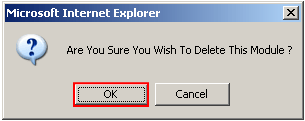 Microsoft Internet Explorer
Are You Sure You Wish To Delete This Module ?
OK
Cancel